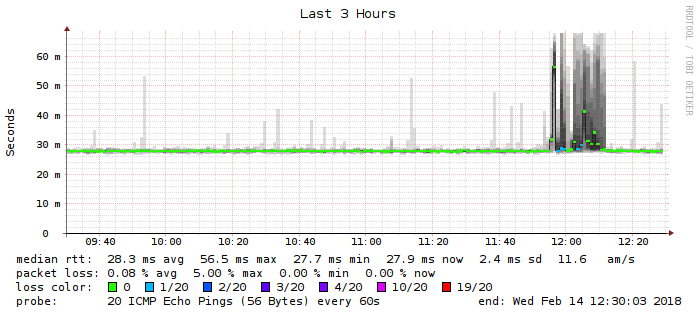 Last 3 Hours
RRDTOOL / TOBI OETIKER
Seconds
60 m
50 m
40 m
30 m
20 m
10 m
0
09:40 10:00 10:20 10:40 11:00 11:20 11:40 12:00 12:20
median rtt: 28.3 ms avg 56.5 ms max 27.7 ms min 27.9 ms now 2.4 ms sd 11.6 am/s
packet loss: 0.08 % avg 5.00 % max 0.00 % min 0.00 % now
loss color: 0 1/20 2/20 3/20 4/20 10/20 19/20
probe: 20 ICMP Echo Pings (56 Bytes) every 60s end: Wed Feb 14 12:30:03 2018